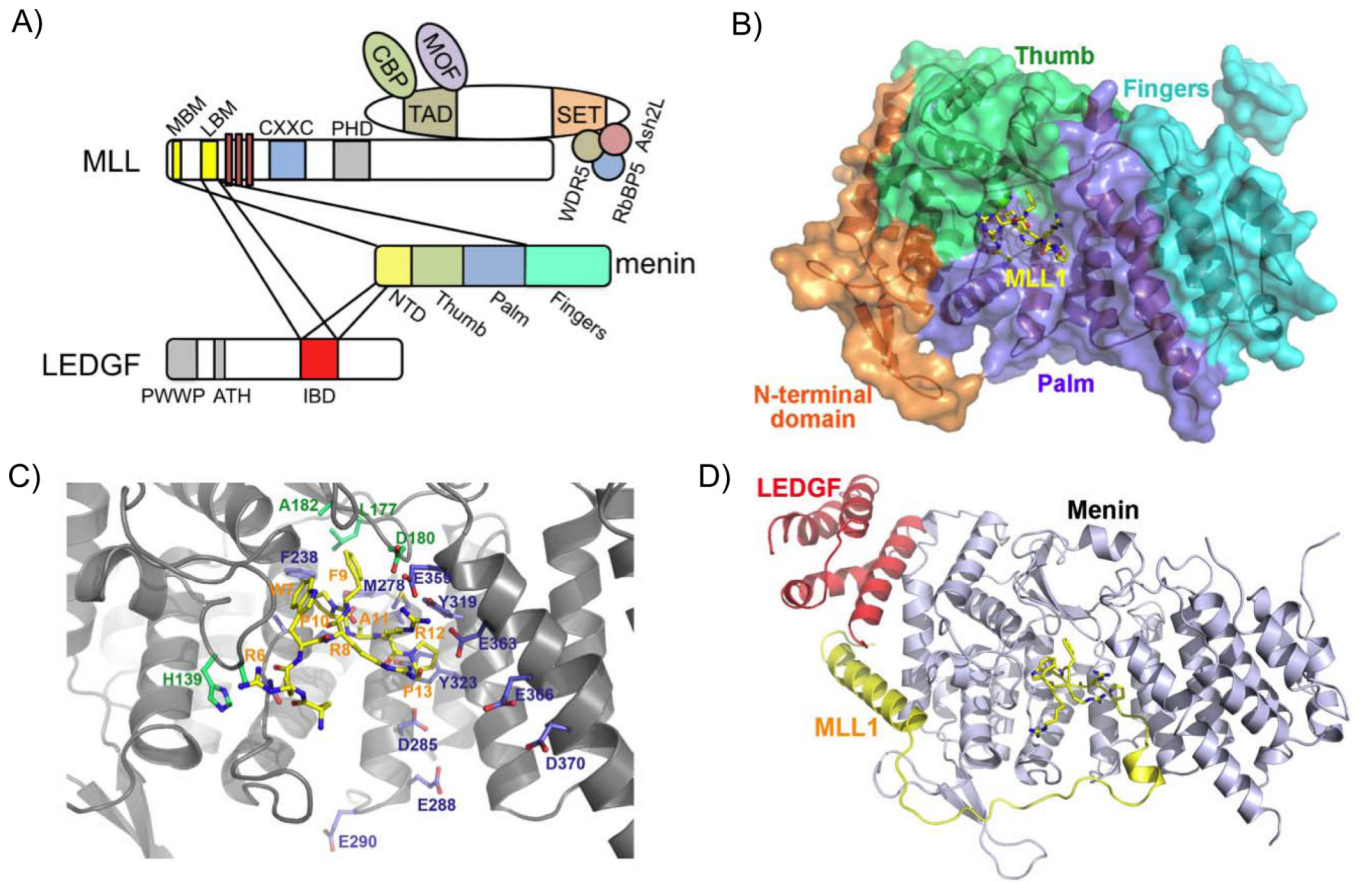 A)
CBP
MOF
TAD
SET
MBM
LBM
CXXC
PHD
MLL
WDR5
RbBP5
Ash2L
menin
NTD
Thumb
Palm
Fingers
LEDGF
PWWP
ATH
IBD
B)
Thumb
Fingers
MLL1
Palm
N-terminal
domain
C)
A182
L177
D180
F238
F9
M278
E359
W7
Y319
P10
A11
R12
E363
R6
R8
H139
P13
Y323
E366
D285
D370
E288
E290
D)
LEDGF
Menin
MLL1